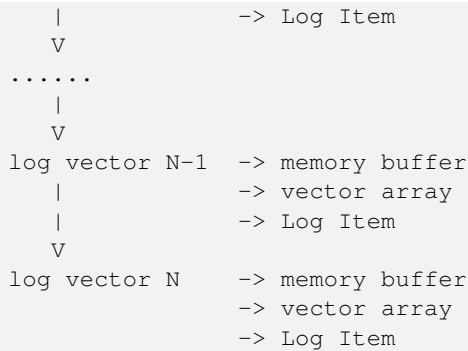 |            -> Log Item
   V
......
   |
   V
log vector N-1  -> memory buffer
   |            -> vector array
   |            -> Log Item
   V
log vector N    -> memory buffer
                -> vector array
                -> Log Item